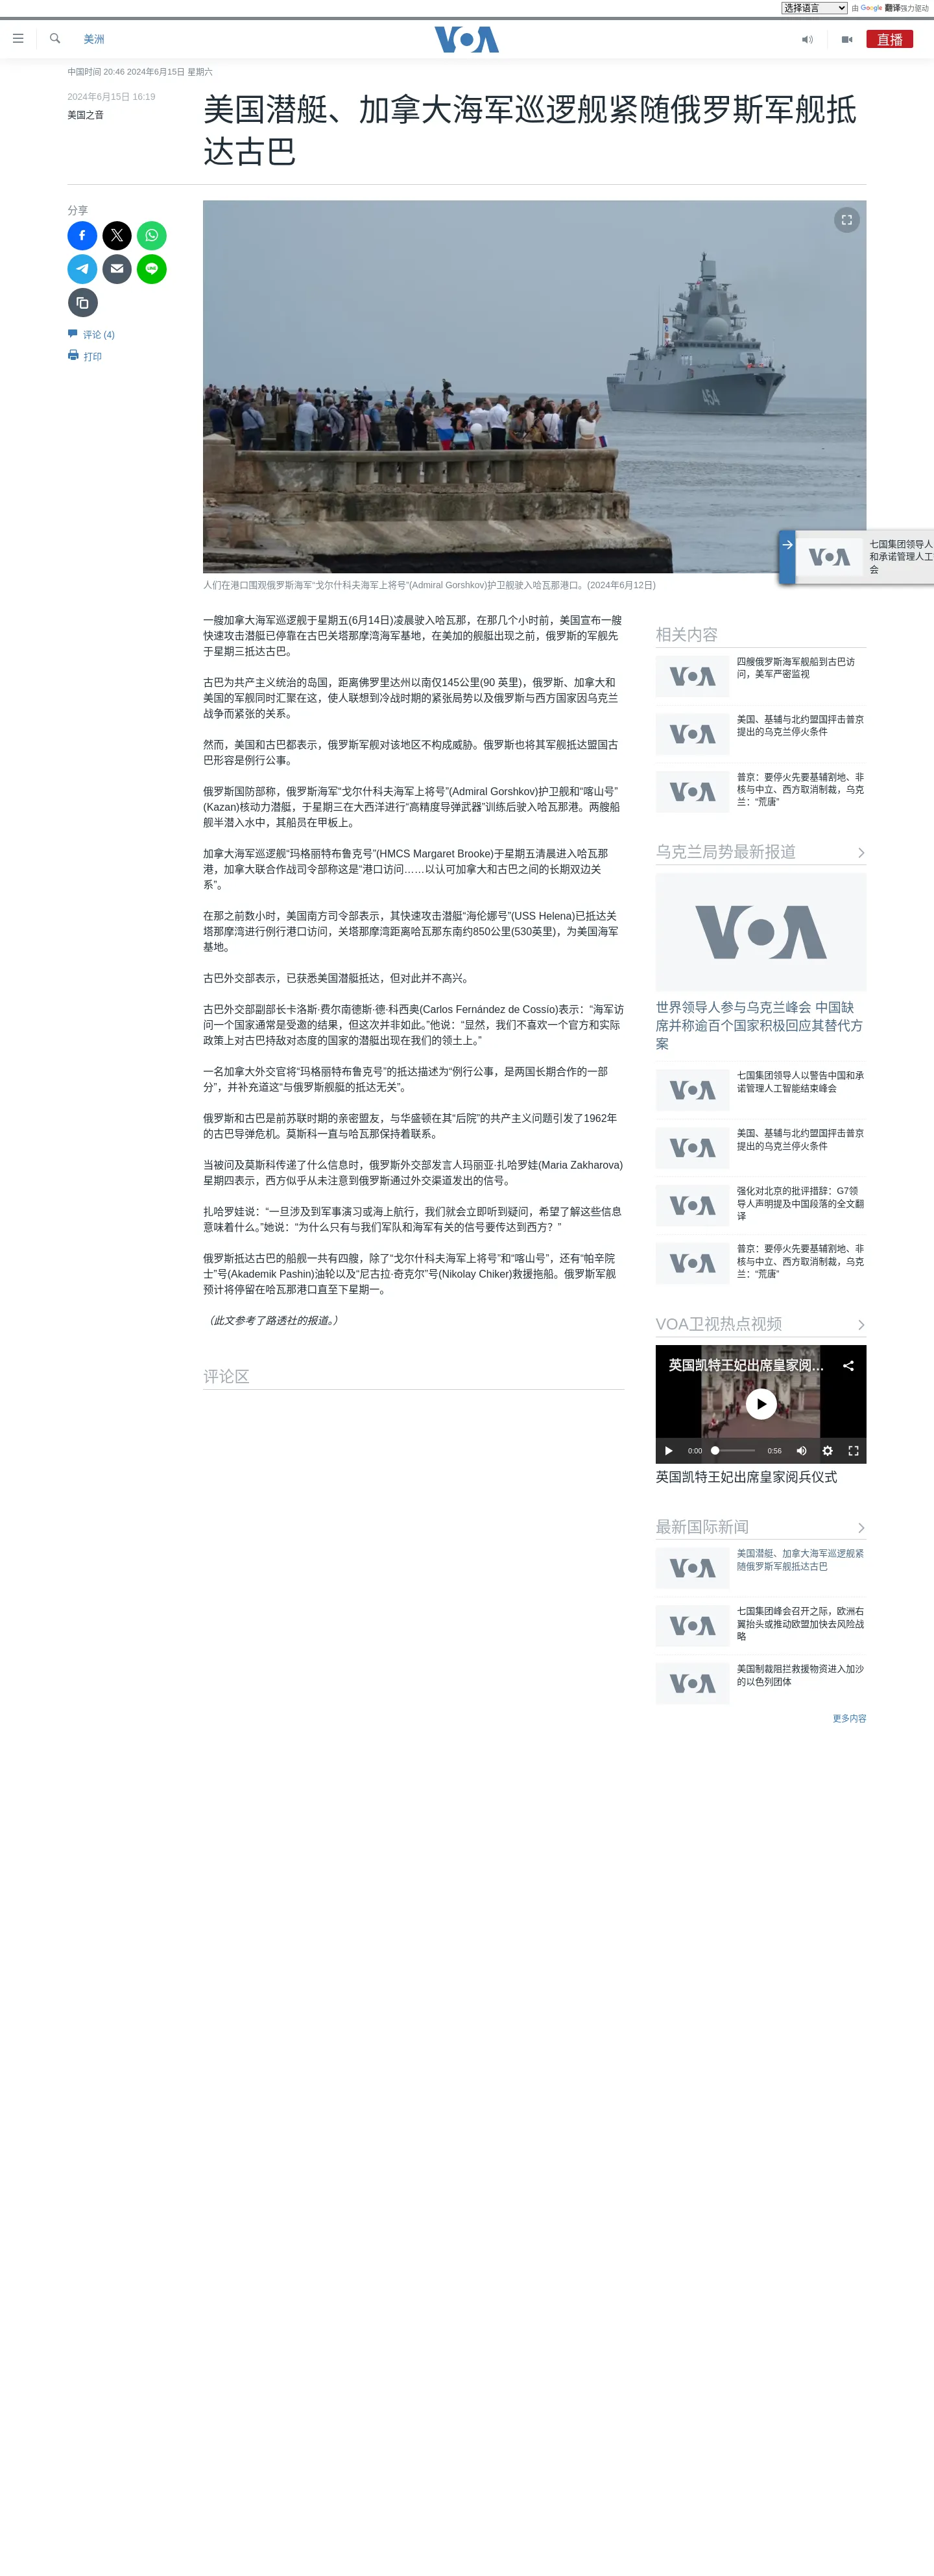 选择语言 由 Google 翻译强力驱动
美洲
VOA
直播
中国时间 20:46 2024年6月15日 星期六
2024年6月15日 16:19
美国之音
美国潜艇、加拿大海军巡逻舰紧随俄罗斯军舰抵
达古巴
分享
评论 (4)
打印
454
人们在港口围观俄罗斯海军“戈尔什科夫海军上将号”(Admiral Gorshkov)护卫舰驶入哈瓦那港口。(2024年6月12日)
VOA
七国集团领导人
和承诺管理人工
会
一艘加拿大海军巡逻舰于星期五(6月14日)凌晨驶入哈瓦那，在那几个小时前，美国宣布一艘
快速攻击潜艇已停靠在古巴关塔那摩湾海军基地，在美加的舰艇出现之前，俄罗斯的军舰先
于星期三抵达古巴。
古巴为共产主义统治的岛国，距离佛罗里达州以南仅145公里(90 英里)，俄罗斯、加拿大和
美国的军舰同时汇聚在这，使人联想到冷战时期的紧张局势以及俄罗斯与西方国家因乌克兰
战争而紧张的关系。
然而，美国和古巴都表示，俄罗斯军舰对该地区不构成威胁。俄罗斯也将其军舰抵达盟国古
巴形容是例行公事。
俄罗斯国防部称，俄罗斯海军“戈尔什科夫海军上将号”(Admiral Gorshkov)护卫舰和“喀山号”
(Kazan)核动力潜艇，于星期三在大西洋进行“高精度导弹武器”训练后驶入哈瓦那港。两艘船
舰半潜入水中，其船员在甲板上。
加拿大海军巡逻舰“玛格丽特布鲁克号”(HMCS Margaret Brooke)于星期五清晨进入哈瓦那
港，加拿大联合作战司令部称这是“港口访问……以认可加拿大和古巴之间的长期双边关
系”。
在那之前数小时，美国南方司令部表示，其快速攻击潜艇“海伦娜号”(USS Helena)已抵达关
塔那摩湾进行例行港口访问，关塔那摩湾距离哈瓦那东南约850公里(530英里)，为美国海军
基地。
古巴外交部表示，已获悉美国潜艇抵达，但对此并不高兴。
古巴外交部副部长卡洛斯·费尔南德斯·德·科西奥(Carlos Fernández de Cossío)表示：“海军访
问一个国家通常是受邀的结果，但这次并非如此。”他说：“显然，我们不喜欢一个官方和实际
政策上对古巴持敌对态度的国家的潜艇出现在我们的领土上。”
一名加拿大外交官将“玛格丽特布鲁克号”的抵达描述为“例行公事，是两国长期合作的一部
分”，并补充道这“与俄罗斯舰艇的抵达无关”。
俄罗斯和古巴是前苏联时期的亲密盟友，与华盛顿在其“后院”的共产主义问题引发了1962年
的古巴导弹危机。莫斯科一直与哈瓦那保持着联系。
当被问及莫斯科传递了什么信息时，俄罗斯外交部发言人玛丽亚·扎哈罗娃(Maria Zakharova)
星期四表示，西方似乎从未注意到俄罗斯通过外交渠道发出的信号。
扎哈罗娃说：“一旦涉及到军事演习或海上航行，我们就会立即听到疑问，希望了解这些信息
意味着什么。”她说：“为什么只有与我们军队和海军有关的信号要传达到西方？”
俄罗斯抵达古巴的船舰一共有四艘，除了“戈尔什科夫海军上将号”和“喀山号”，还有“帕辛院
士”号(Akademik Pashin)油轮以及“尼古拉·奇克尔”号(Nikolay Chiker)救援拖船。俄罗斯军舰
预计将停留在哈瓦那港口直至下星期一。
（此文参考了路透社的报道。）
评论区
相关内容
VOA
四艘俄罗斯海军舰船到古巴访
问，美军严密监视
VOA
美国、基辅与北约盟国抨击普京
提出的乌克兰停火条件
VOA
普京：要停火先要基辅割地、非
核与中立、西方取消制裁，乌克
兰：“荒唐”
乌克兰局势最新报道
VOA
世界领导人参与乌克兰峰会 中国缺
席并称逾百个国家积极回应其替代方
案
VOA
七国集团领导人以警告中国和承
诺管理人工智能结束峰会
VOA
美国、基辅与北约盟国抨击普京
提出的乌克兰停火条件
VOA
强化对北京的批评措辞：G7领
导人声明提及中国段落的全文翻
译
VOA
普京：要停火先要基辅割地、非
核与中立、西方取消制裁，乌克
兰：“荒唐”
VOA卫视热点视频
英国凯特王妃出席皇家阅…
0:00 0:56
英国凯特王妃出席皇家阅兵仪式
最新国际新闻
VOA
美国潜艇、加拿大海军巡逻舰紧
随俄罗斯军舰抵达古巴
VOA
七国集团峰会召开之际，欧洲右
翼抬头或推动欧盟加快去风险战
略
VOA
美国制裁阻拦救援物资进入加沙
的以色列团体
更多内容